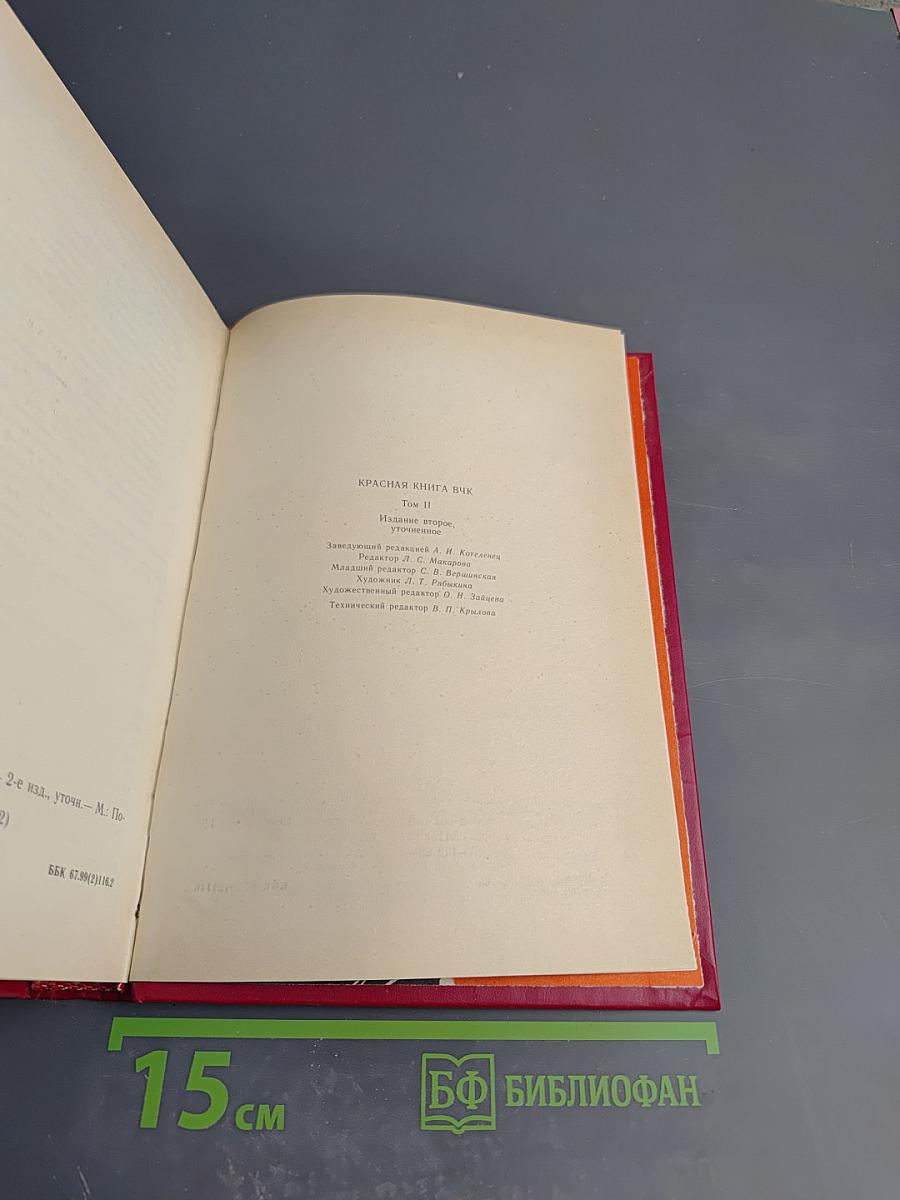 КРАСНАЯ КНИГА ВЧК
Том II
Издание второе,
уточненное
Заведующий редакцией А. И. Котеленец
Редактор Л. С. Макарова
Младший редактор С. В. Вершинская
Художник Л. Т. Рябыкина
Художественный редактор О. Н. Зайцева
Технический редактор В. П. Крылова
2-е изд., уточн.— М.: По-
2)
ББК 67.99(2)116.2
15 см
БФ БИБЛИОФАН